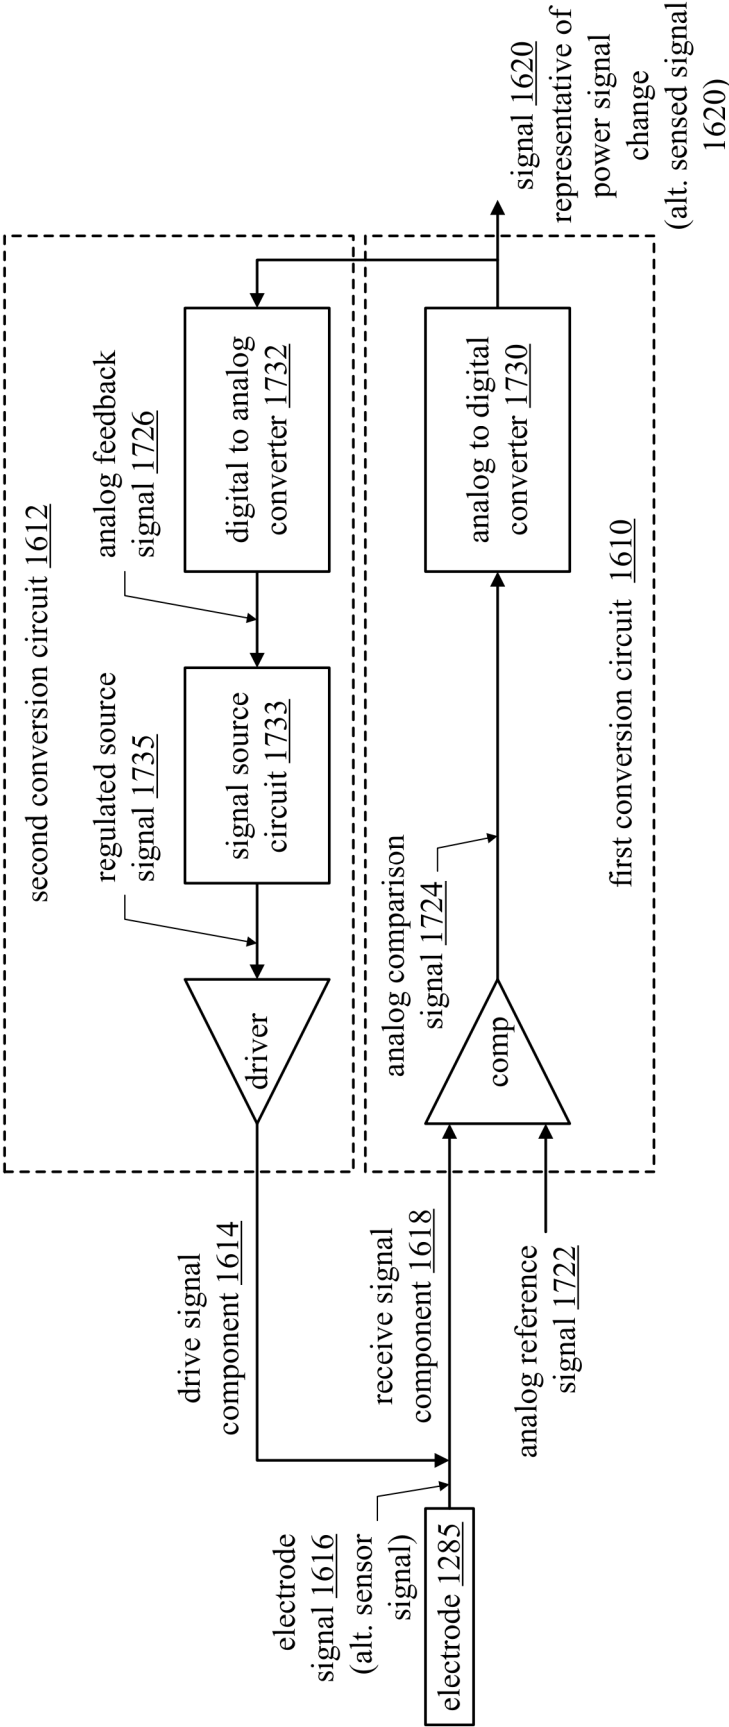 second conversion circuit 1612
regulated source
signal 1735
analog feedback
signal 1726
driver
signal source
circuit 1733
digital to analog
converter 1732
drive signal
component 1614
electrode
signal 1616
(alt. sensor
signal)
receive signal
component 1618
analog comparison
signal 1724
electrode 1285
comp
analog to digital
converter 1730
signal 1620
representative of
power signal
change
(alt. sensed signal
1620)
analog reference
signal 1722
first conversion circuit 1610